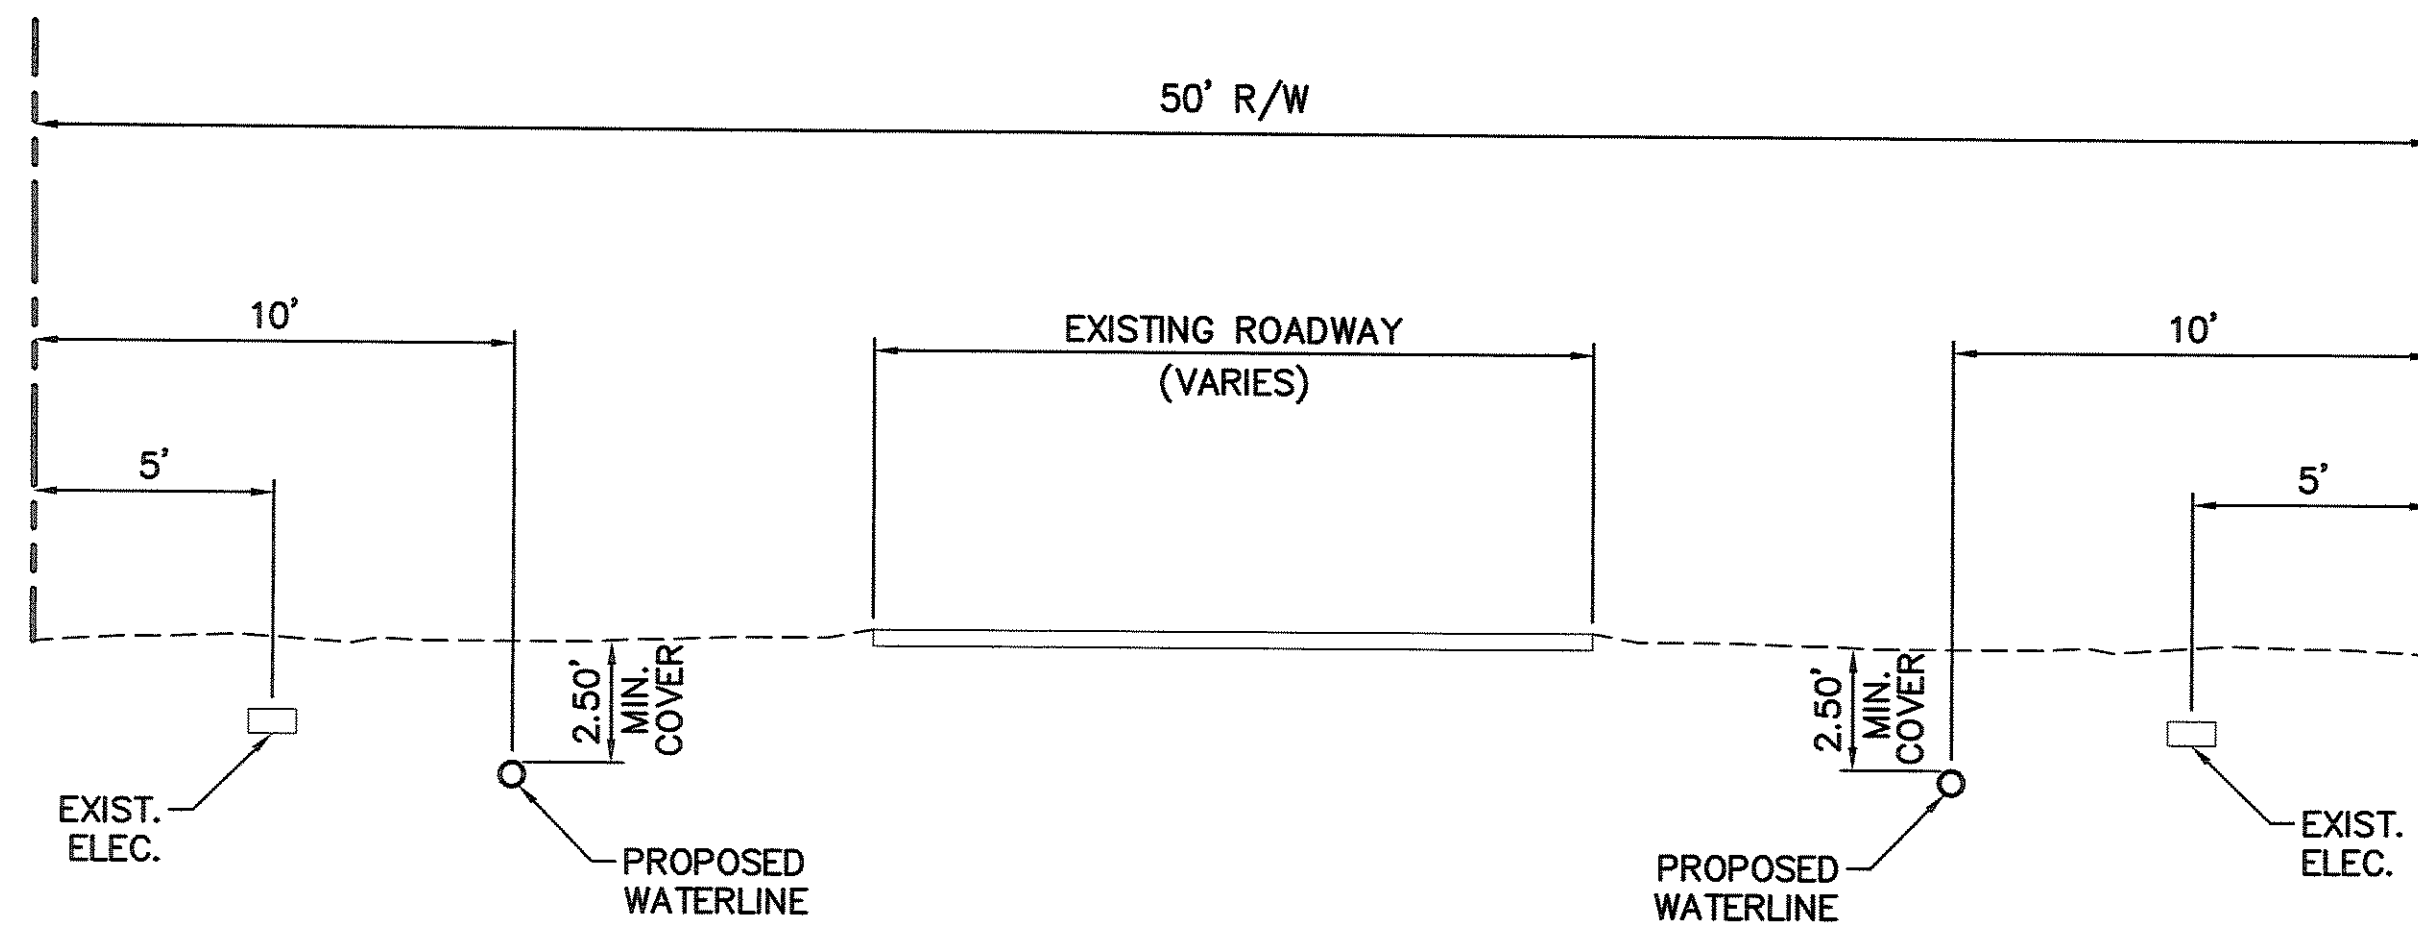 50' R/W
10'
EXISTING ROADWAY
(VARIES)
10'
5'
5'
2.50'
MIN.
COVER
2.50'
MIN.
COVER
EXIST.
ELEC.
PROPOSED
WATERLINE
PROPOSED
WATERLINE
EXIST.
ELEC.